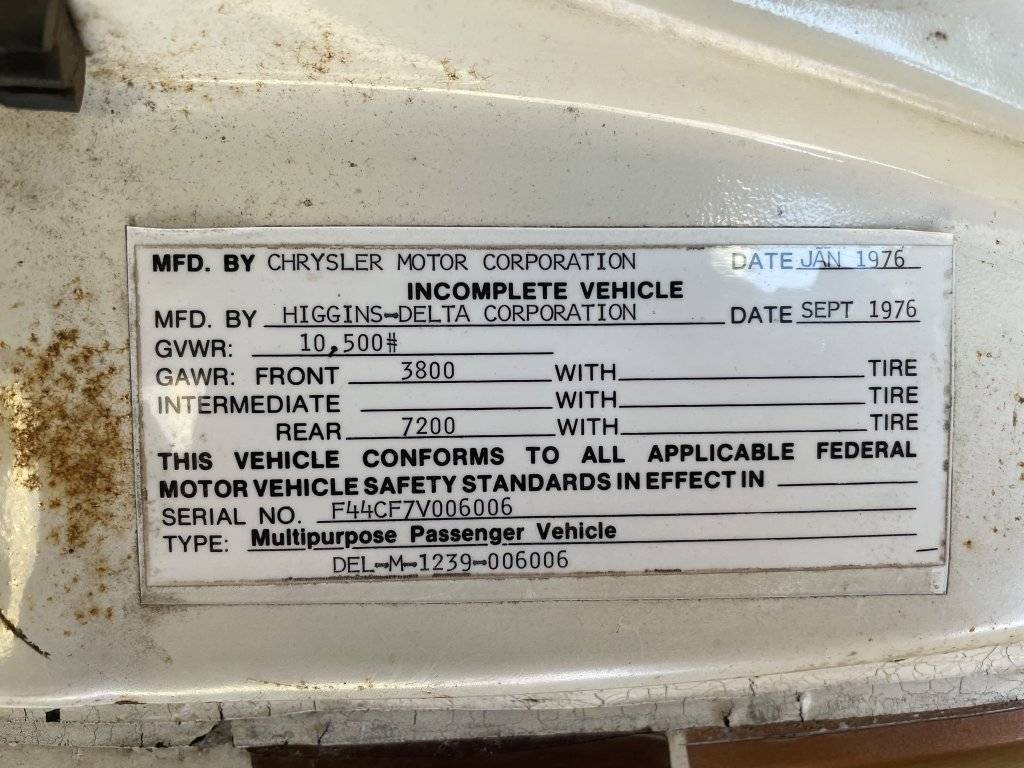 MFD. BY CHRYSLER MOTOR CORPORATION DATE JAN 1976
INCOMPLETE VEHICLE
MFD. BY HIGGINS-DELTA CORPORATION DATE SEPT 1976
GVWR: 10,500#
GAWR: FRONT 3800 WITH TIRE
INTERMEDIATE WITH TIRE
REAR 7200 WITH TIRE
THIS VEHICLE CONFORMS TO ALL APPLICABLE FEDERAL
MOTOR VEHICLE SAFETY STANDARDS IN EFFECT IN
SERIAL NO. F44CF7V006006
TYPE: Multipurpose Passenger Vehicle
DEL-M-1239-006006